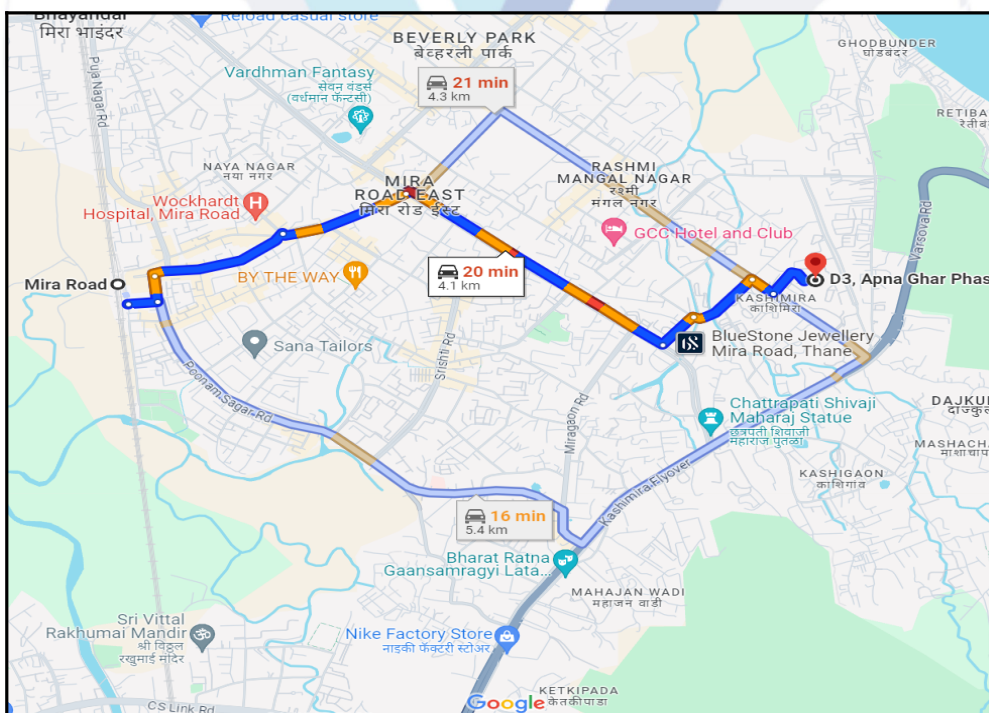 Bhayandar
मिरा भाइंदर
Reload casual store
BEVERLY PARK
बेव्हरली पार्क
GHODBUNDER
घोडबंदर
Pua Nagar Rd
Vardhman Fantasy
सेवन वंडर्स
(वर्धमान फॅन्टसी)
21 min
4.3 km
RETIBA
रेतीबं
NAYA NAGAR
नया नगर
MIRA
ROAD EAST
मिरा रोड ईस्ट
RASHMI
MANGAL NAGAR
रश्मी
मंगल नगर
Wockhardt
Hospital, Mira Road
GCC Hotel and Club
Varsova Rd
Mira Road
BY THE WAY
20 min
4.1 km
D3, Apna Ghar Phas
KASHIMIRA
काशिमिरा
Sana Tailors
BlueStone Jewellery
Mira Road, Thane
Srishti Rd
Poonam Sagar Rd
Miragaon Rd
Chattrapati Shivaji
Maharaj Statue
छत्रपती शिवाजी
महाराज पुतळा
DAJKU
दाज्कु
MASHACHA
माशाचापा
KASHIGAON
काशिगांव
Kashimira Flyover
16 min
5.4 km
Bharat Ratna
Gaansamragyi Lata...
MAHAJAN WADI
महाजन वाडी
Sri Vittal
Rakhumai Mandir
श्री विठ्ठल
रखुमाई मंदिर
Nike Factory Store
नाइकी फॅक्टरी स्टोअर
KETKIPADA
केतकीपाडा
Google
CS Link Rd